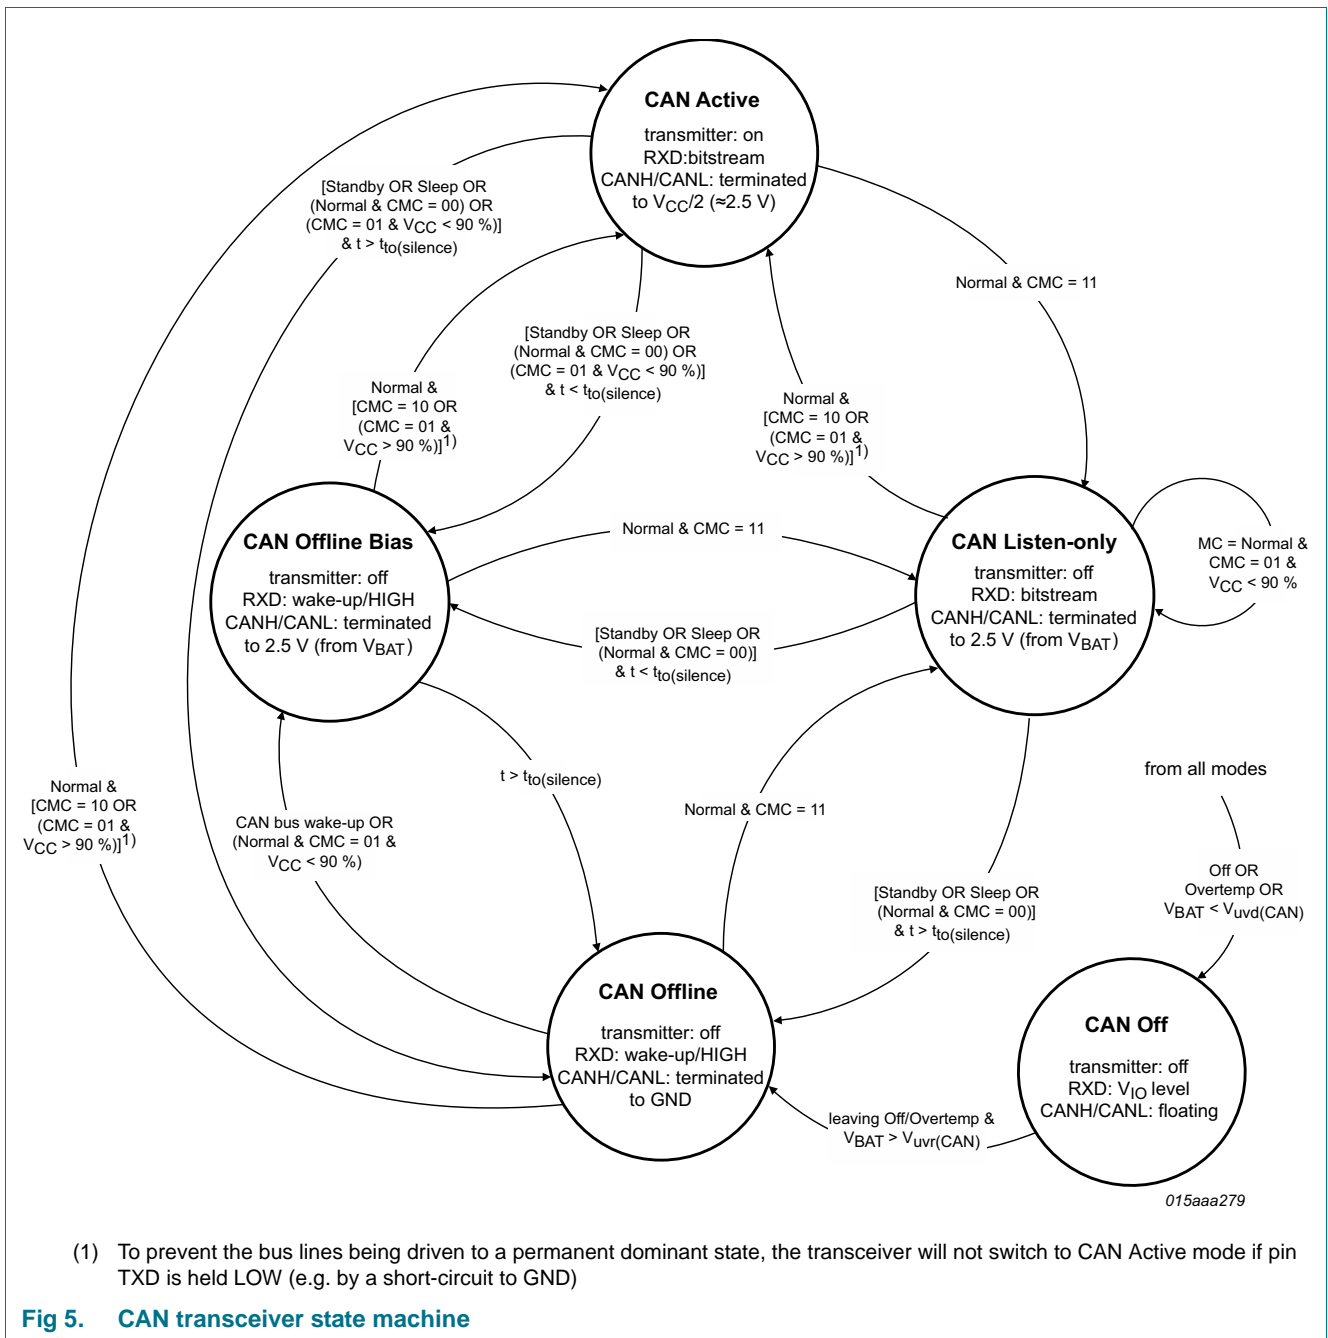 CAN Active
transmitter: on
RXD:bitstream
CANH/CANL: terminated
to VCC/2 (≈2.5 V)
[Standby OR Sleep OR
(Normal & CMC = 00) OR
(CMC = 01 & VCC < 90 %)]
& t > tto(silence)
Normal & CMC = 11
[Standby OR Sleep OR
(Normal & CMC = 00) OR
(CMC = 01 & VCC < 90 %)]
& t < tto(silence)
Normal &
[CMC = 10 OR
(CMC = 01 &
VCC > 90 %)]1)
Normal &
[CMC = 10 OR
(CMC = 01 &
VCC > 90 %)]1)
CAN Offline Bias
transmitter: off
RXD: wake-up/HIGH
CANH/CANL: terminated
to 2.5 V (from VBAT)
Normal & CMC = 11
CAN Listen-only
transmitter: off
RXD: bitstream
CANH/CANL: terminated
to 2.5 V (from VBAT)
MC = Normal &
CMC = 01 &
VCC < 90 %
[Standby OR Sleep OR
(Normal & CMC = 00)]
& t < tto(silence)
Normal &
[CMC = 10 OR
(CMC = 01 &
VCC > 90 %)]1)
CAN bus wake-up OR
(Normal & CMC = 01 &
VCC < 90 %)
t > tto(silence)
Normal & CMC = 11
from all modes
Off OR
Overtemp OR
VBAT < Vuvd(CAN)
[Standby OR Sleep OR
(Normal & CMC = 00)]
& t > tto(silence)
CAN Offline
transmitter: off
RXD: wake-up/HIGH
CANH/CANL: terminated
to GND
CAN Off
transmitter: off
RXD: VIO level
CANH/CANL: floating
leaving Off/Overtemp &
VBAT > Vuvr(CAN)
015aaa279
(1) To prevent the bus lines being driven to a permanent dominant state, the transceiver will not switch to CAN Active mode if pin
TXD is held LOW (e.g. by a short-circuit to GND)
Fig 5. CAN transceiver state machine